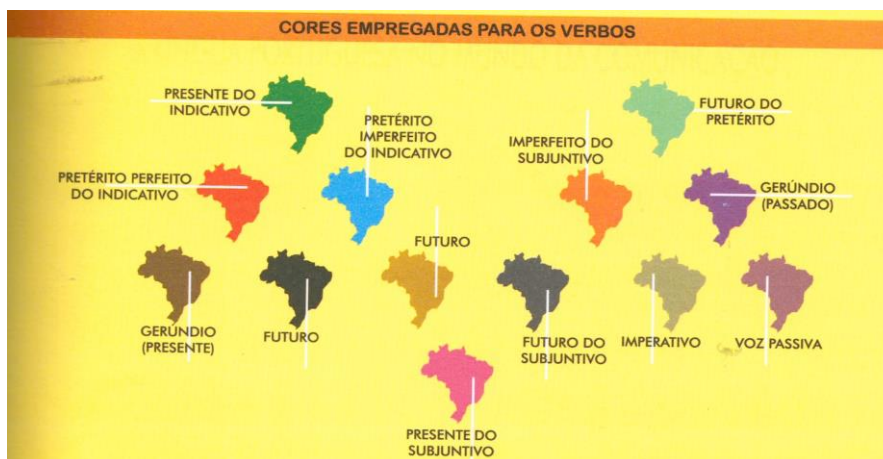 CORES EMPREGADAS PARA OS VERBOS
PRESENTE DO
INDICATIVO
PRETÉRITO
IMPERFEITO
DO INDICATIVO
IMPERFEITO DO
SUBJUNTIVO
FUTURO DO
PRETÉRITO
PRETÉRITO PERFEITO
DO INDICATIVO
GERÚNDIO
(PASSADO)
FUTURO
GERÚNDIO
(PRESENTE)
FUTURO
FUTURO DO
SUBJUNTIVO
IMPERATIVO
VOZ PASSIVA
PRESENTE DO
SUBJUNTIVO